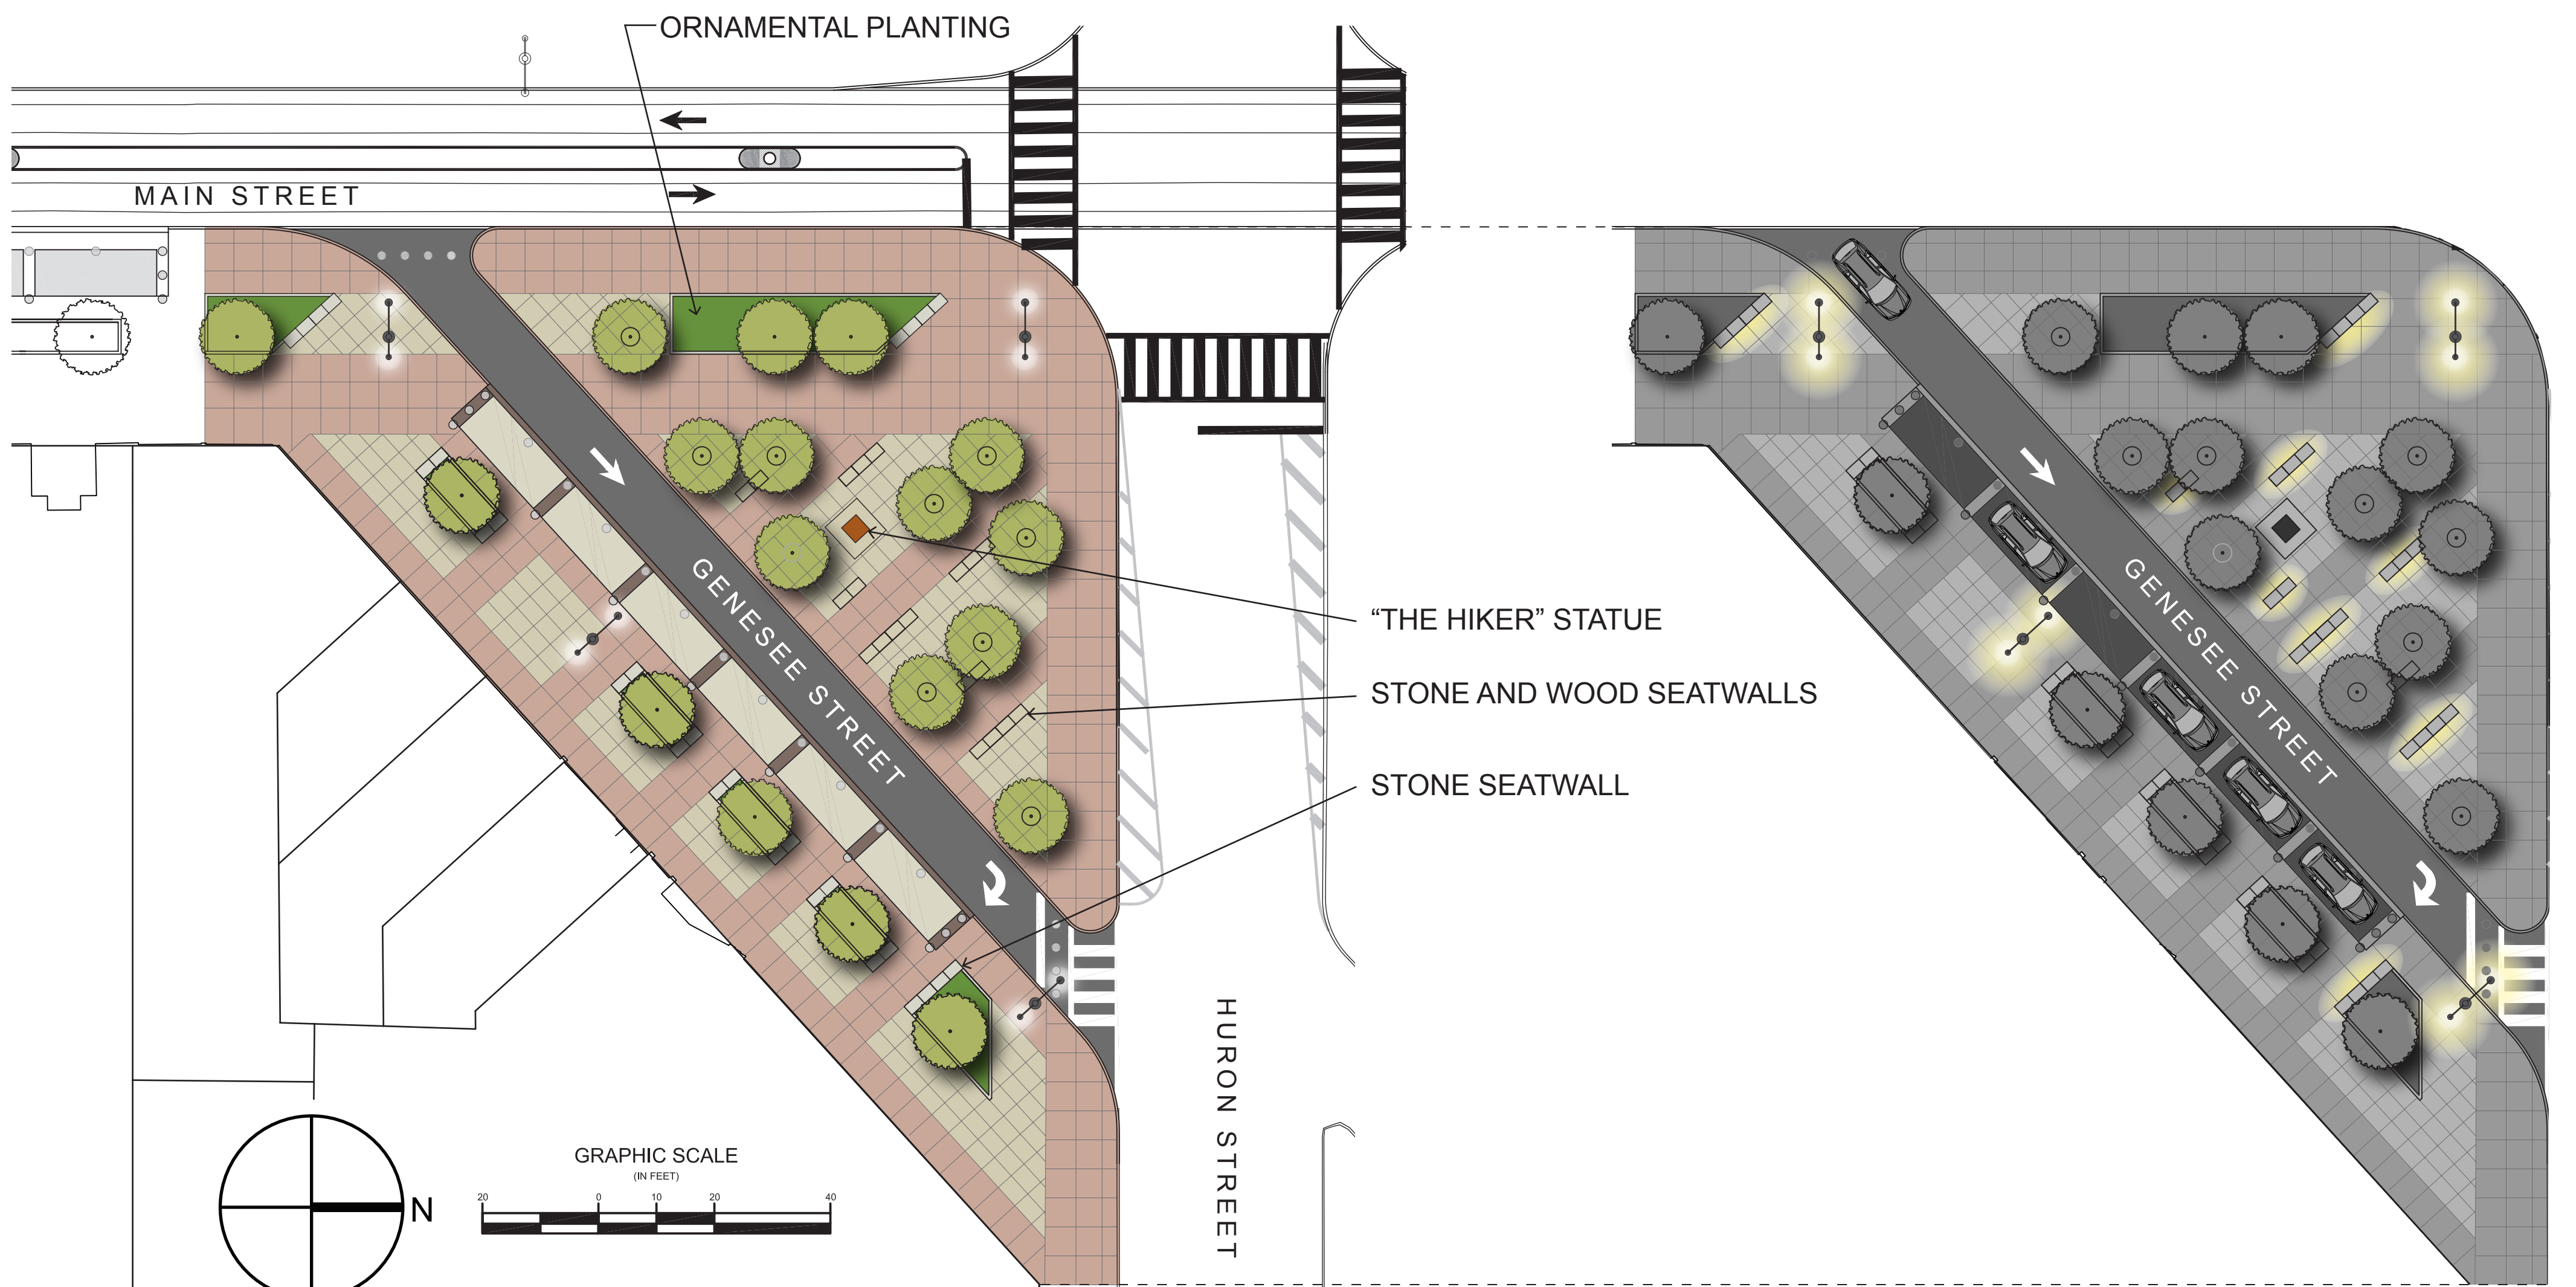 ORNAMENTAL PLANTING
MAIN STREET
GENESEE STREET
GENESEE STREET
“THE HIKER” STATUE
STONE AND WOOD SEATWALLS
STONE SEATWALL
HURON STREET
N
GRAPHIC SCALE
(IN FEET)
20 0 10 20 40